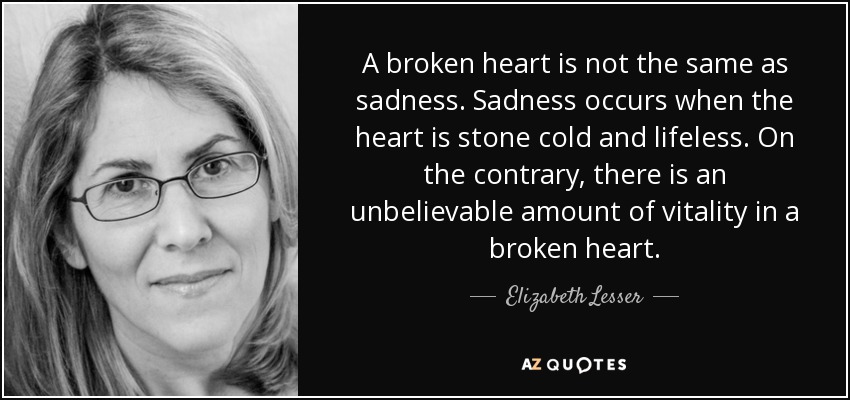 A broken heart is not the same as
sadness. Sadness occurs when the
heart is stone cold and lifeless. On
the contrary, there is an
unbelievable amount of vitality in a
broken heart.
Elizabeth Lesser
AZ QUOTES